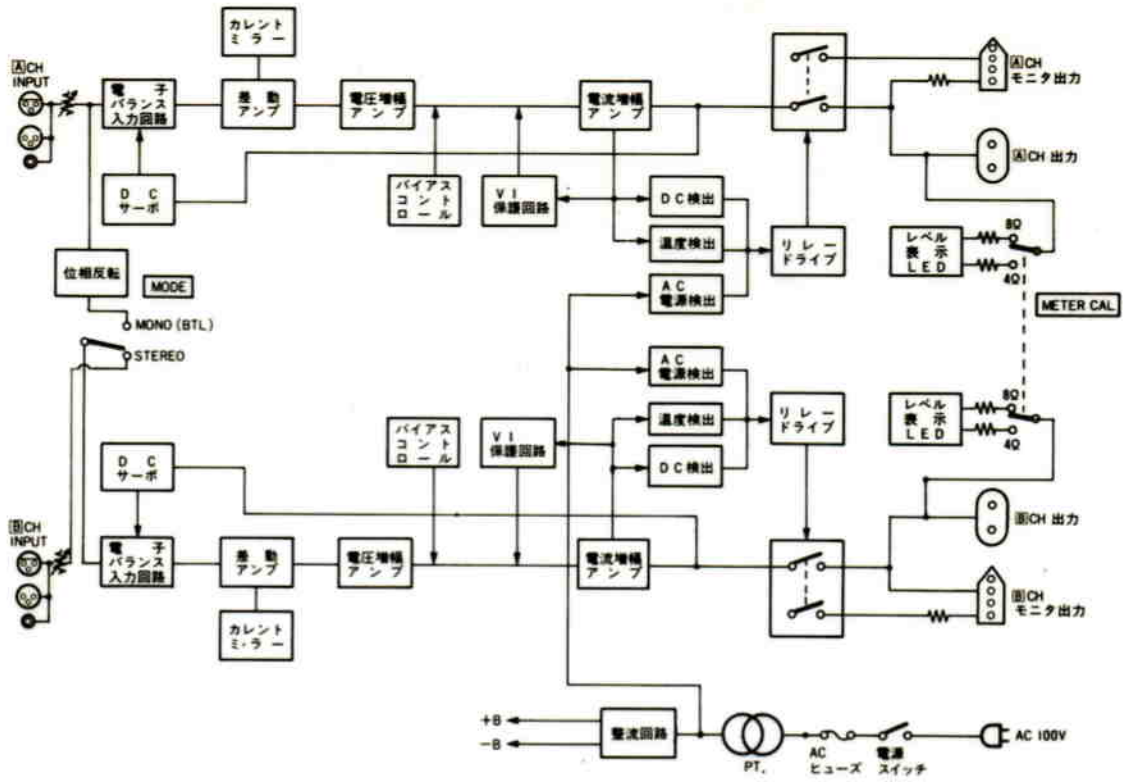 カレント
ミラー
🄰CH
INPUT
電子
バランス
入力回路
差動
アンプ
電圧増幅
アンプ
電流増幅
アンプ
🄰CH
モニタ出力
🄰CH 出力
DC
サーボ
バイアス
コント
ロール
VI
保護回路
DC検出
温度検出
AC
電源検出
リレー
ドライブ
レベル
表示
LED
8Ω
4Ω
METER CAL
位相反転
MODE
MONO (BTL)
STEREO
AC
電源検出
温度検出
DC検出
リレー
ドライブ
レベル
表示
LED
8Ω
4Ω
バイアス
コント
ロール
VI
保護回路
DC
サーボ
🄱CH
INPUT
電子
バランス
入力回路
差動
アンプ
電圧増幅
アンプ
電流増幅
アンプ
🄱CH 出力
🄱CH
モニタ出力
カレント
ミ・ラー
+B
-B
整流回路
PT.
AC
ヒューズ
電源
スイッチ
AC 100V